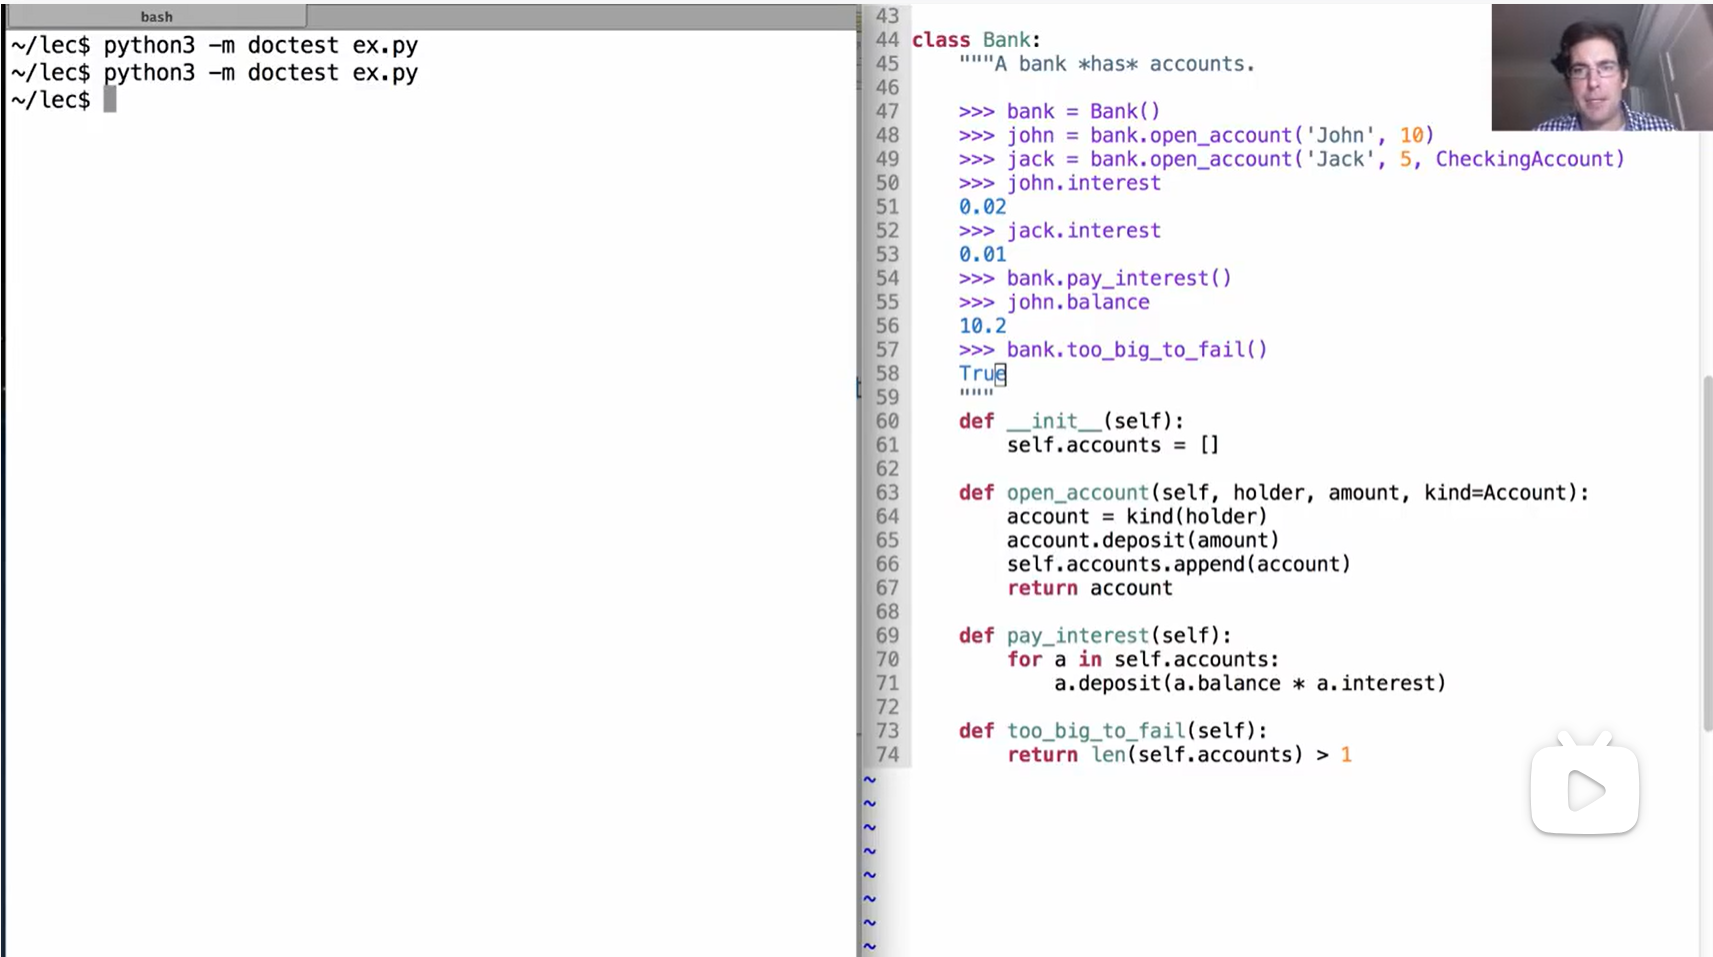 bash
~/lec$ python3 -m doctest ex.py
~/lec$ python3 -m doctest ex.py
~/lec$
43
44 class Bank:
45     """A bank *has* accounts.
46
47     >>> bank = Bank()
48     >>> john = bank.open_account('John', 10)
49     >>> jack = bank.open_account('Jack', 5, CheckingAccount)
50     >>> john.interest
51     0.02
52     >>> jack.interest
53     0.01
54     >>> bank.pay_interest()
55     >>> john.balance
56     10.2
57     >>> bank.too_big_to_fail()
58     True
59     """
60     def __init__(self):
61         self.accounts = []
62
63     def open_account(self, holder, amount, kind=Account):
64         account = kind(holder)
65         account.deposit(amount)
66         self.accounts.append(account)
67         return account
68
69     def pay_interest(self):
70         for a in self.accounts:
71             a.deposit(a.balance * a.interest)
72
73     def too_big_to_fail(self):
74         return len(self.accounts) > 1
~
~
~
~
~
~
~
~